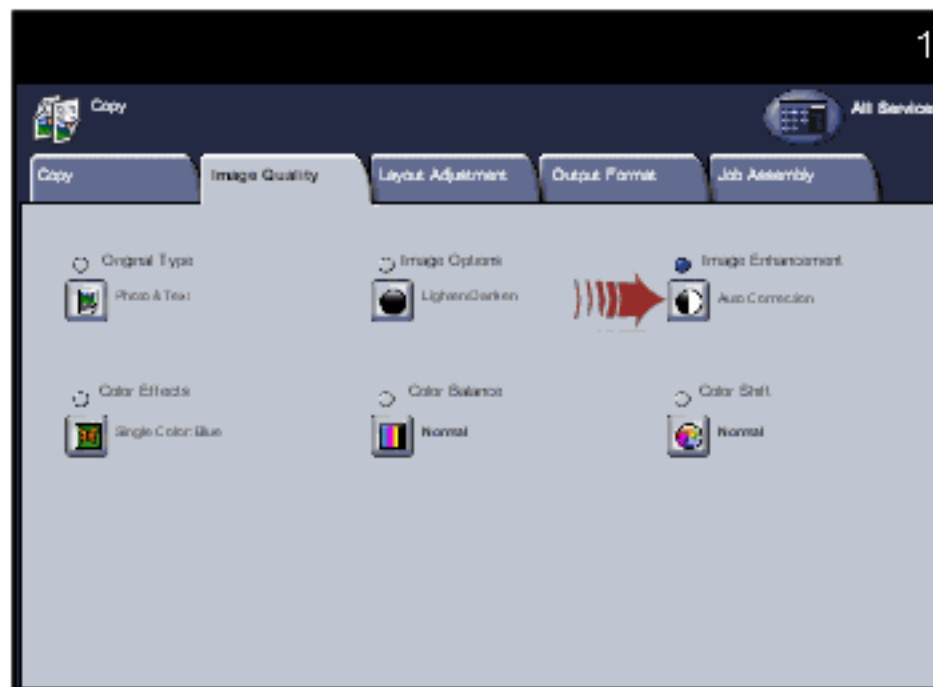 1
Copy
All Service
Copy
Image Quality
Layout Adjustment
Output Format
Job Assembly
Original Type
Image Options
Image Enhancement
Photo & Text
Lighten/Darken
Auto Correction
Color Effects
Color Balance
Color Shift
Single Color: Blue
Normal
Normal